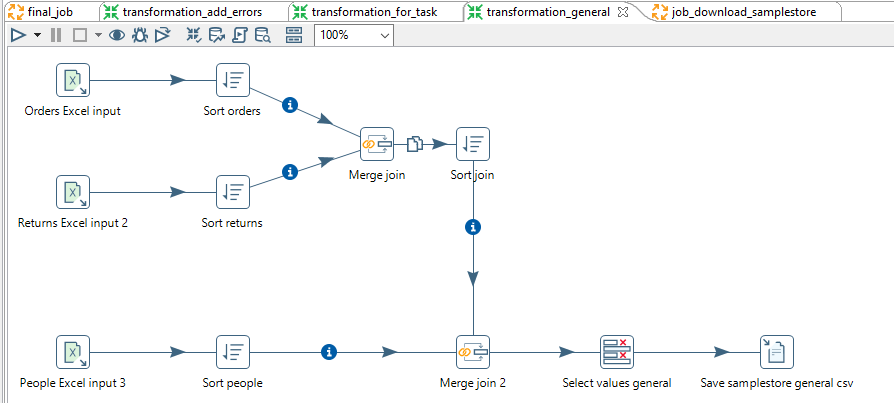 final_job
transformation_add_errors
transformation_for_task
transformation_general
job_download_samplestore
100%
Orders Excel input
Sort orders
Merge join
Sort join
Returns Excel input 2
Sort returns
People Excel input 3
Sort people
Merge join 2
Select values general
Save samplestore general csv